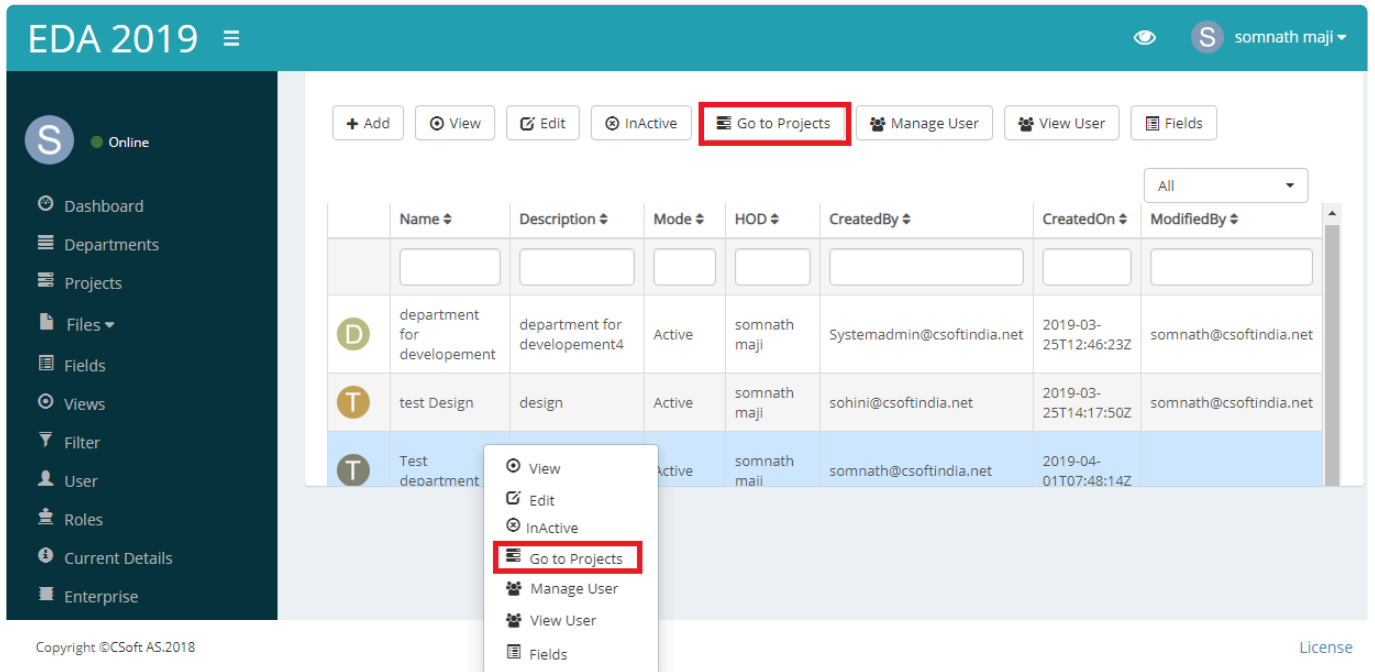 EDA 2019
S somnath maji
S Online
Dashboard
Departments
Projects
Files
Fields
Views
Filter
User
Roles
Current Details
Enterprise
Add View Edit InActive Go to Projects Manage User View User Fields
All
Name Description Mode HOD CreatedBy CreatedOn ModifiedBy
D
department
for
developement
department for
developement4
Active
somnath
maji
Systemadmin@csoftindia.net
2019-03-
25T12:46:23Z
somnath@csoftindia.net
T
test Design
design
Active
somnath
maji
sohini@csoftindia.net
2019-03-
25T14:17:50Z
somnath@csoftindia.net
T
Test
department
Active
somnath
maji
somnath@csoftindia.net
2019-04-
01T07:48:14Z
View
Edit
InActive
Go to Projects
Manage User
View User
Fields
Copyright ©CSoft AS.2018
License